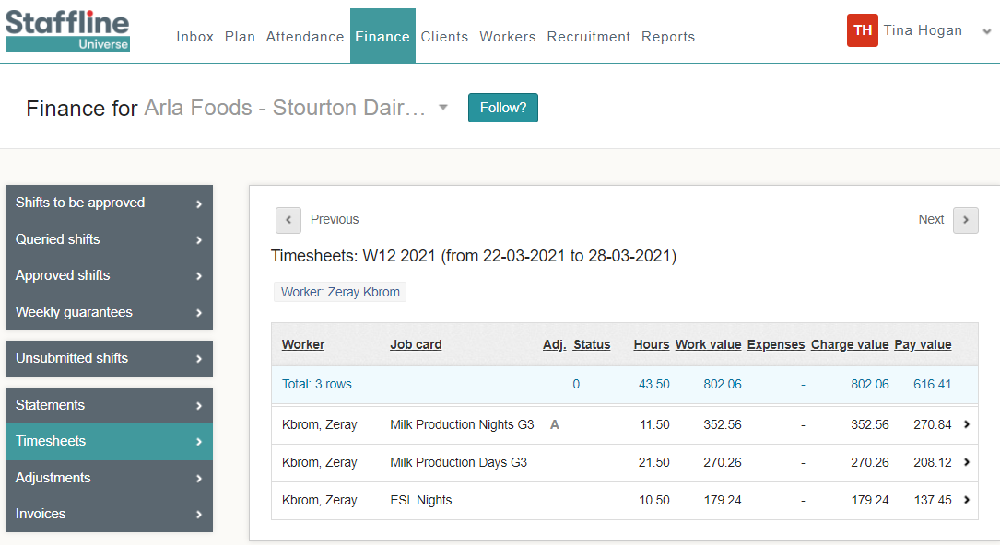 Staffline
Universe
Inbox Plan Attendance Finance Clients Workers Recruitment Reports
TH Tina Hogan
Finance for Arla Foods - Stourton Dair...
Follow?
Shifts to be approved
Queried shifts
Approved shifts
Weekly guarantees
Unsubmitted shifts
Statements
Timesheets
Adjustments
Invoices
Previous
Next
Timesheets: W12 2021 (from 22-03-2021 to 28-03-2021)
Worker: Zeray Kbrom
Worker Job card Adj. Status Hours Work value Expenses Charge value Pay value
Total: 3 rows 0 43.50 802.06 - 802.06 616.41
Kbrom, Zeray Milk Production Nights G3 A 11.50 352.56 - 352.56 270.84
Kbrom, Zeray Milk Production Days G3 21.50 270.26 - 270.26 208.12
Kbrom, Zeray ESL Nights 10.50 179.24 - 179.24 137.45